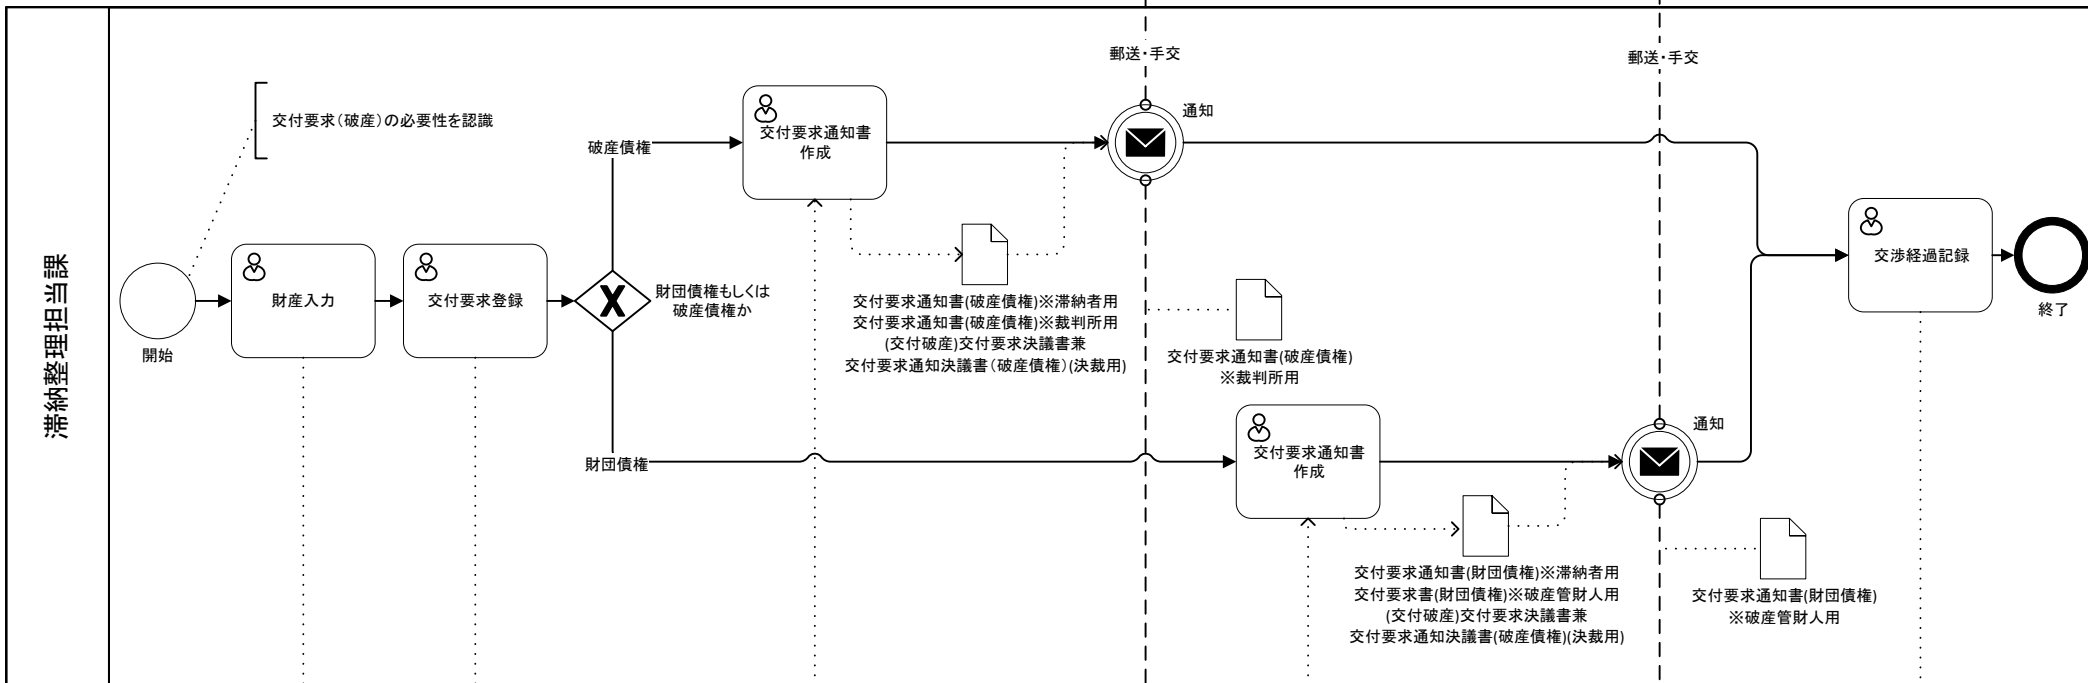 滞納整理担当課
開始
交付要求（破産）の必要性を認識
財産入力
交付要求登録
財団債権もしくは
破産債権か
破産債権
交付要求通知書
作成
交付要求通知書(破産債権)※滞納者用
交付要求通知書(破産債権)※裁判所用
(交付破産)交付要求決議書兼
交付要求通知決議書（破産債権）(決裁用)
郵送・手交
通知
交付要求通知書(破産債権)
※裁判所用
財団債権
交付要求通知書
作成
交付要求通知書(財団債権)※滞納者用
交付要求書(財団債権)※破産管財人用
(交付破産)交付要求決議書兼
交付要求通知決議書(破産債権)(決裁用)
郵送・手交
通知
交付要求通知書(財団債権)
※破産管財人用
交渉経過記録
終了